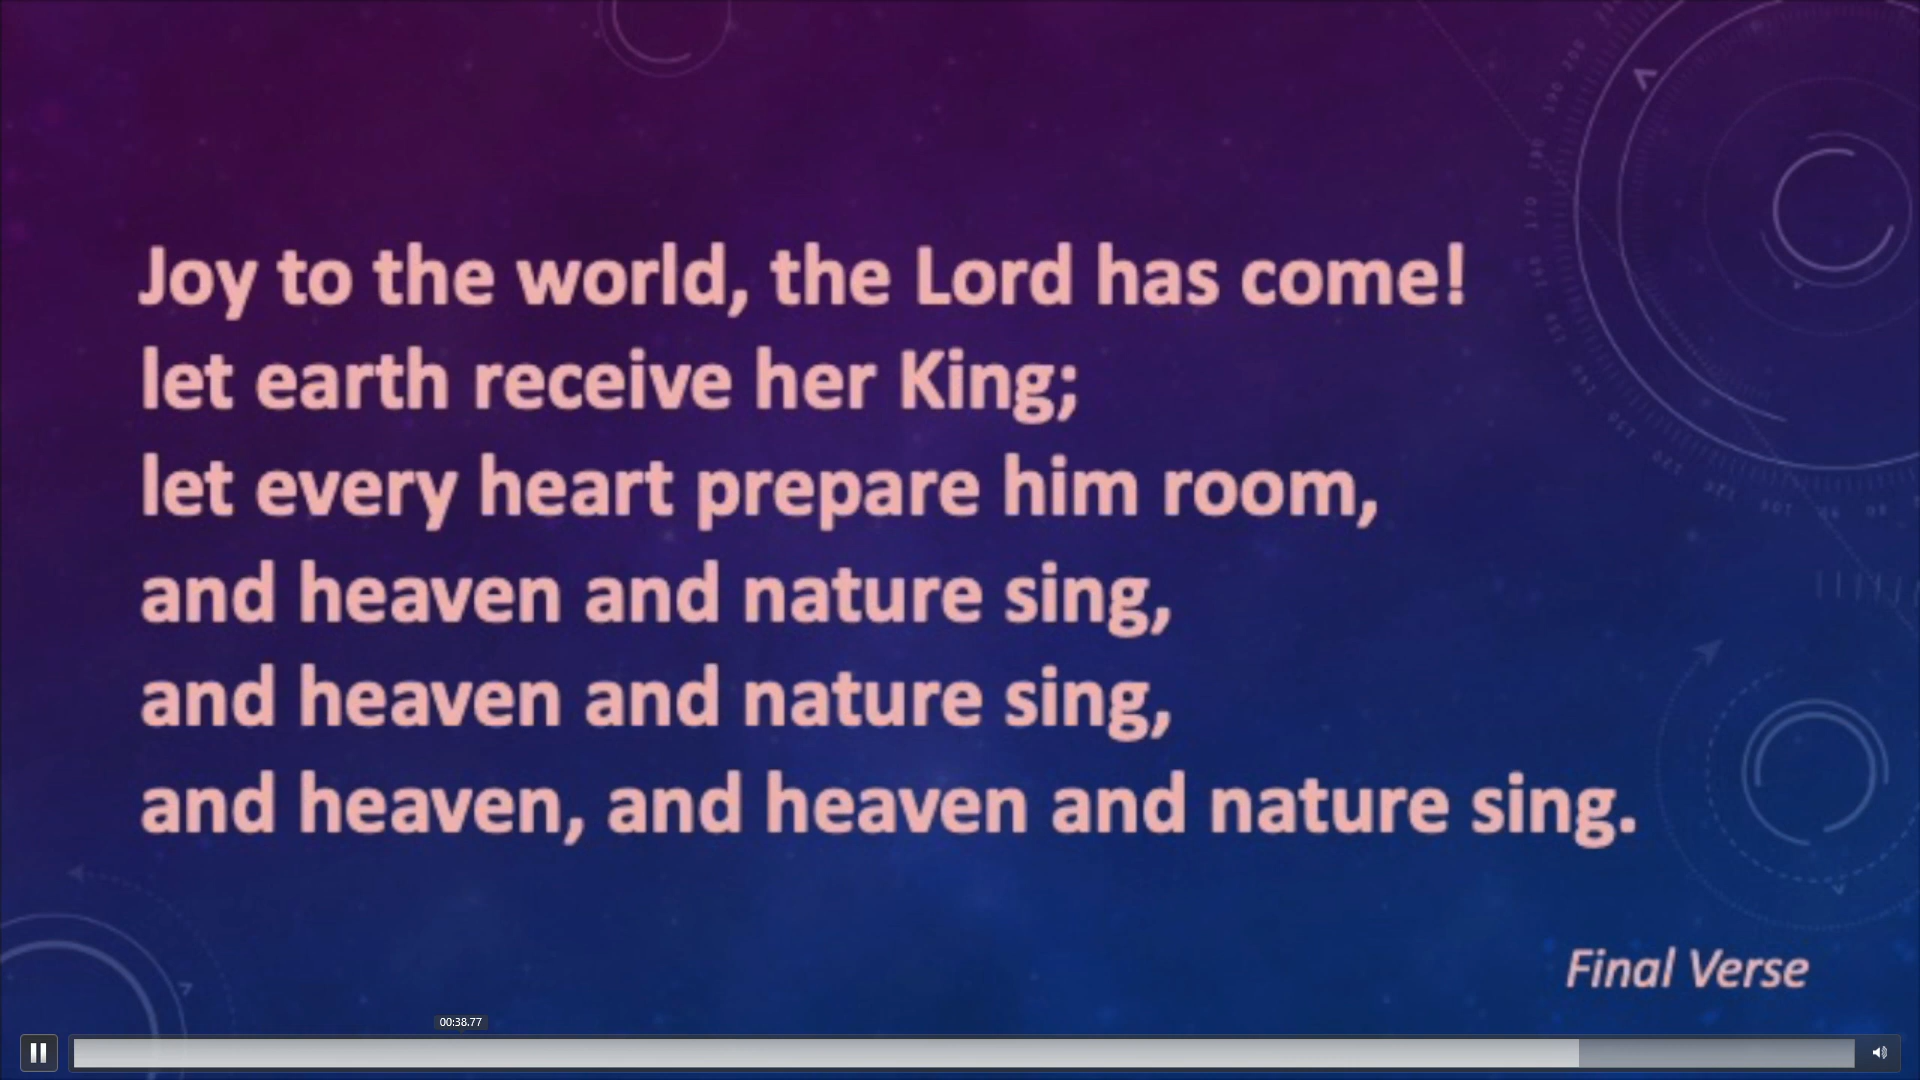 Joy to the world, the Lord has come!
let earth receive her King;
let every heart prepare him room,
and heaven and nature sing,
and heaven and nature sing,
and heaven, and heaven and nature sing.
Final Verse
00:38.77